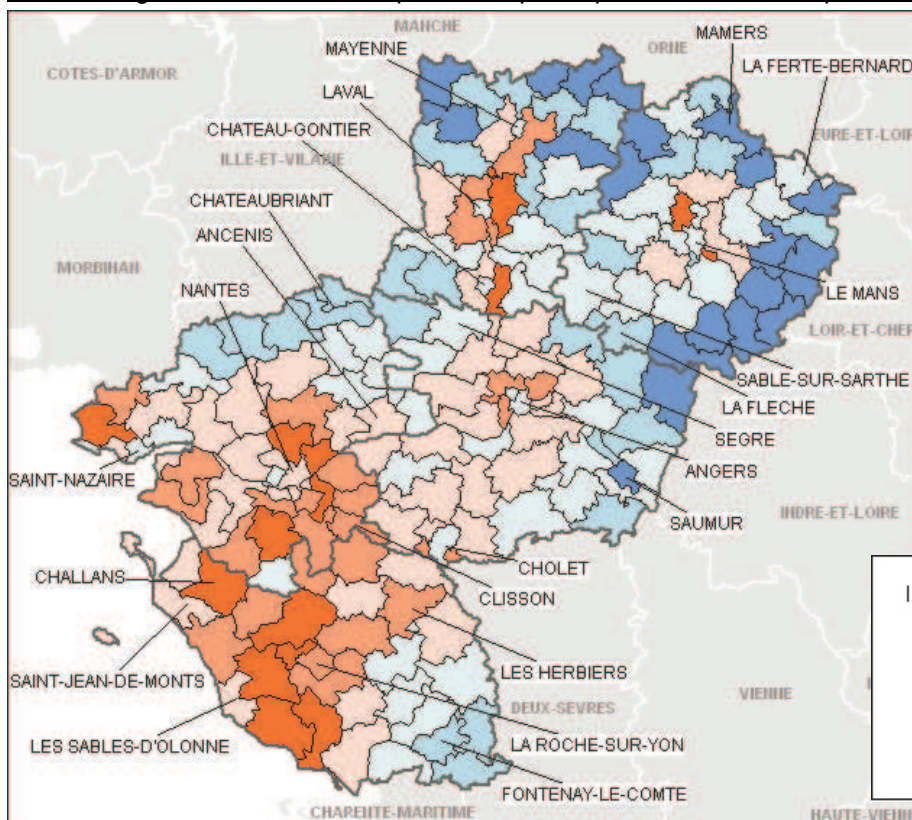 MANCHE
MAMERS
MAYENNE
ORNE
LA FERTE-BERNARD
COTES-D'ARMOR
LAVAL
CHATEAU-GONTIER
EURE-ET-LOIR
ILLE-ET-VILAINE
CHATEAUBRIANT
ANCENIS
MORBIHAN
NANTES
LE MANS
LOIR-ET-CHER
SABLE-SUR-SARTHE
LA FLECHE
SEGRE
ANGERS
SAINT-NAZAIRE
SAUMUR
INDRE-ET-LOIRE
CHOLET
CHALLANS
CLISSON
LES HERBIERS
SAINT-JEAN-DE-MONTS
VIENNE
DEUX-SEVRES
LES SABLES-D'OLONNE
LA ROCHE-SUR-YON
FONTENAY-LE-COMTE
CHARENTE-MARITIME
HAUTE-VIENNE